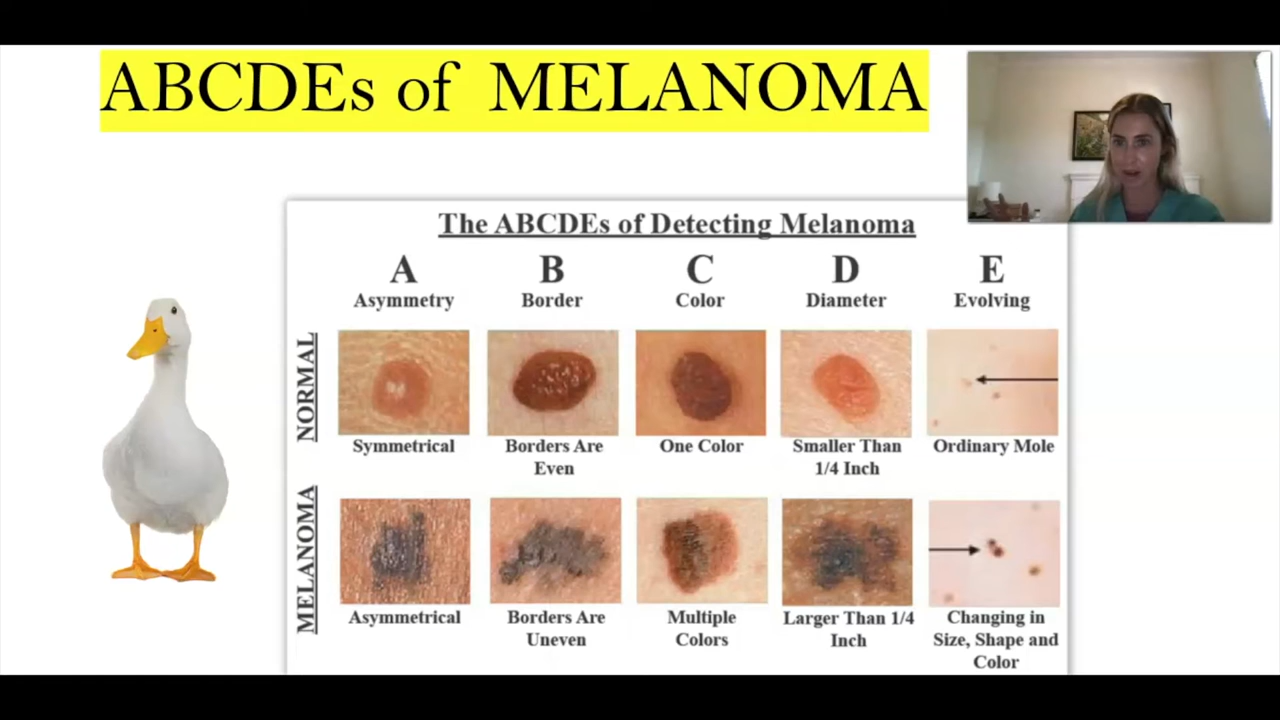 ABCDEs of MELANOMA
The ABCDEs of Detecting Melanoma
A B C D E
Asymmetry Border Color Diameter Evolving
NORMAL
Symmetrical Borders Are Even One Color Smaller Than 1/4 Inch Ordinary Mole
MELANOMA
Asymmetrical Borders Are Uneven Multiple Colors Larger Than 1/4 Inch Changing in Size, Shape and Color